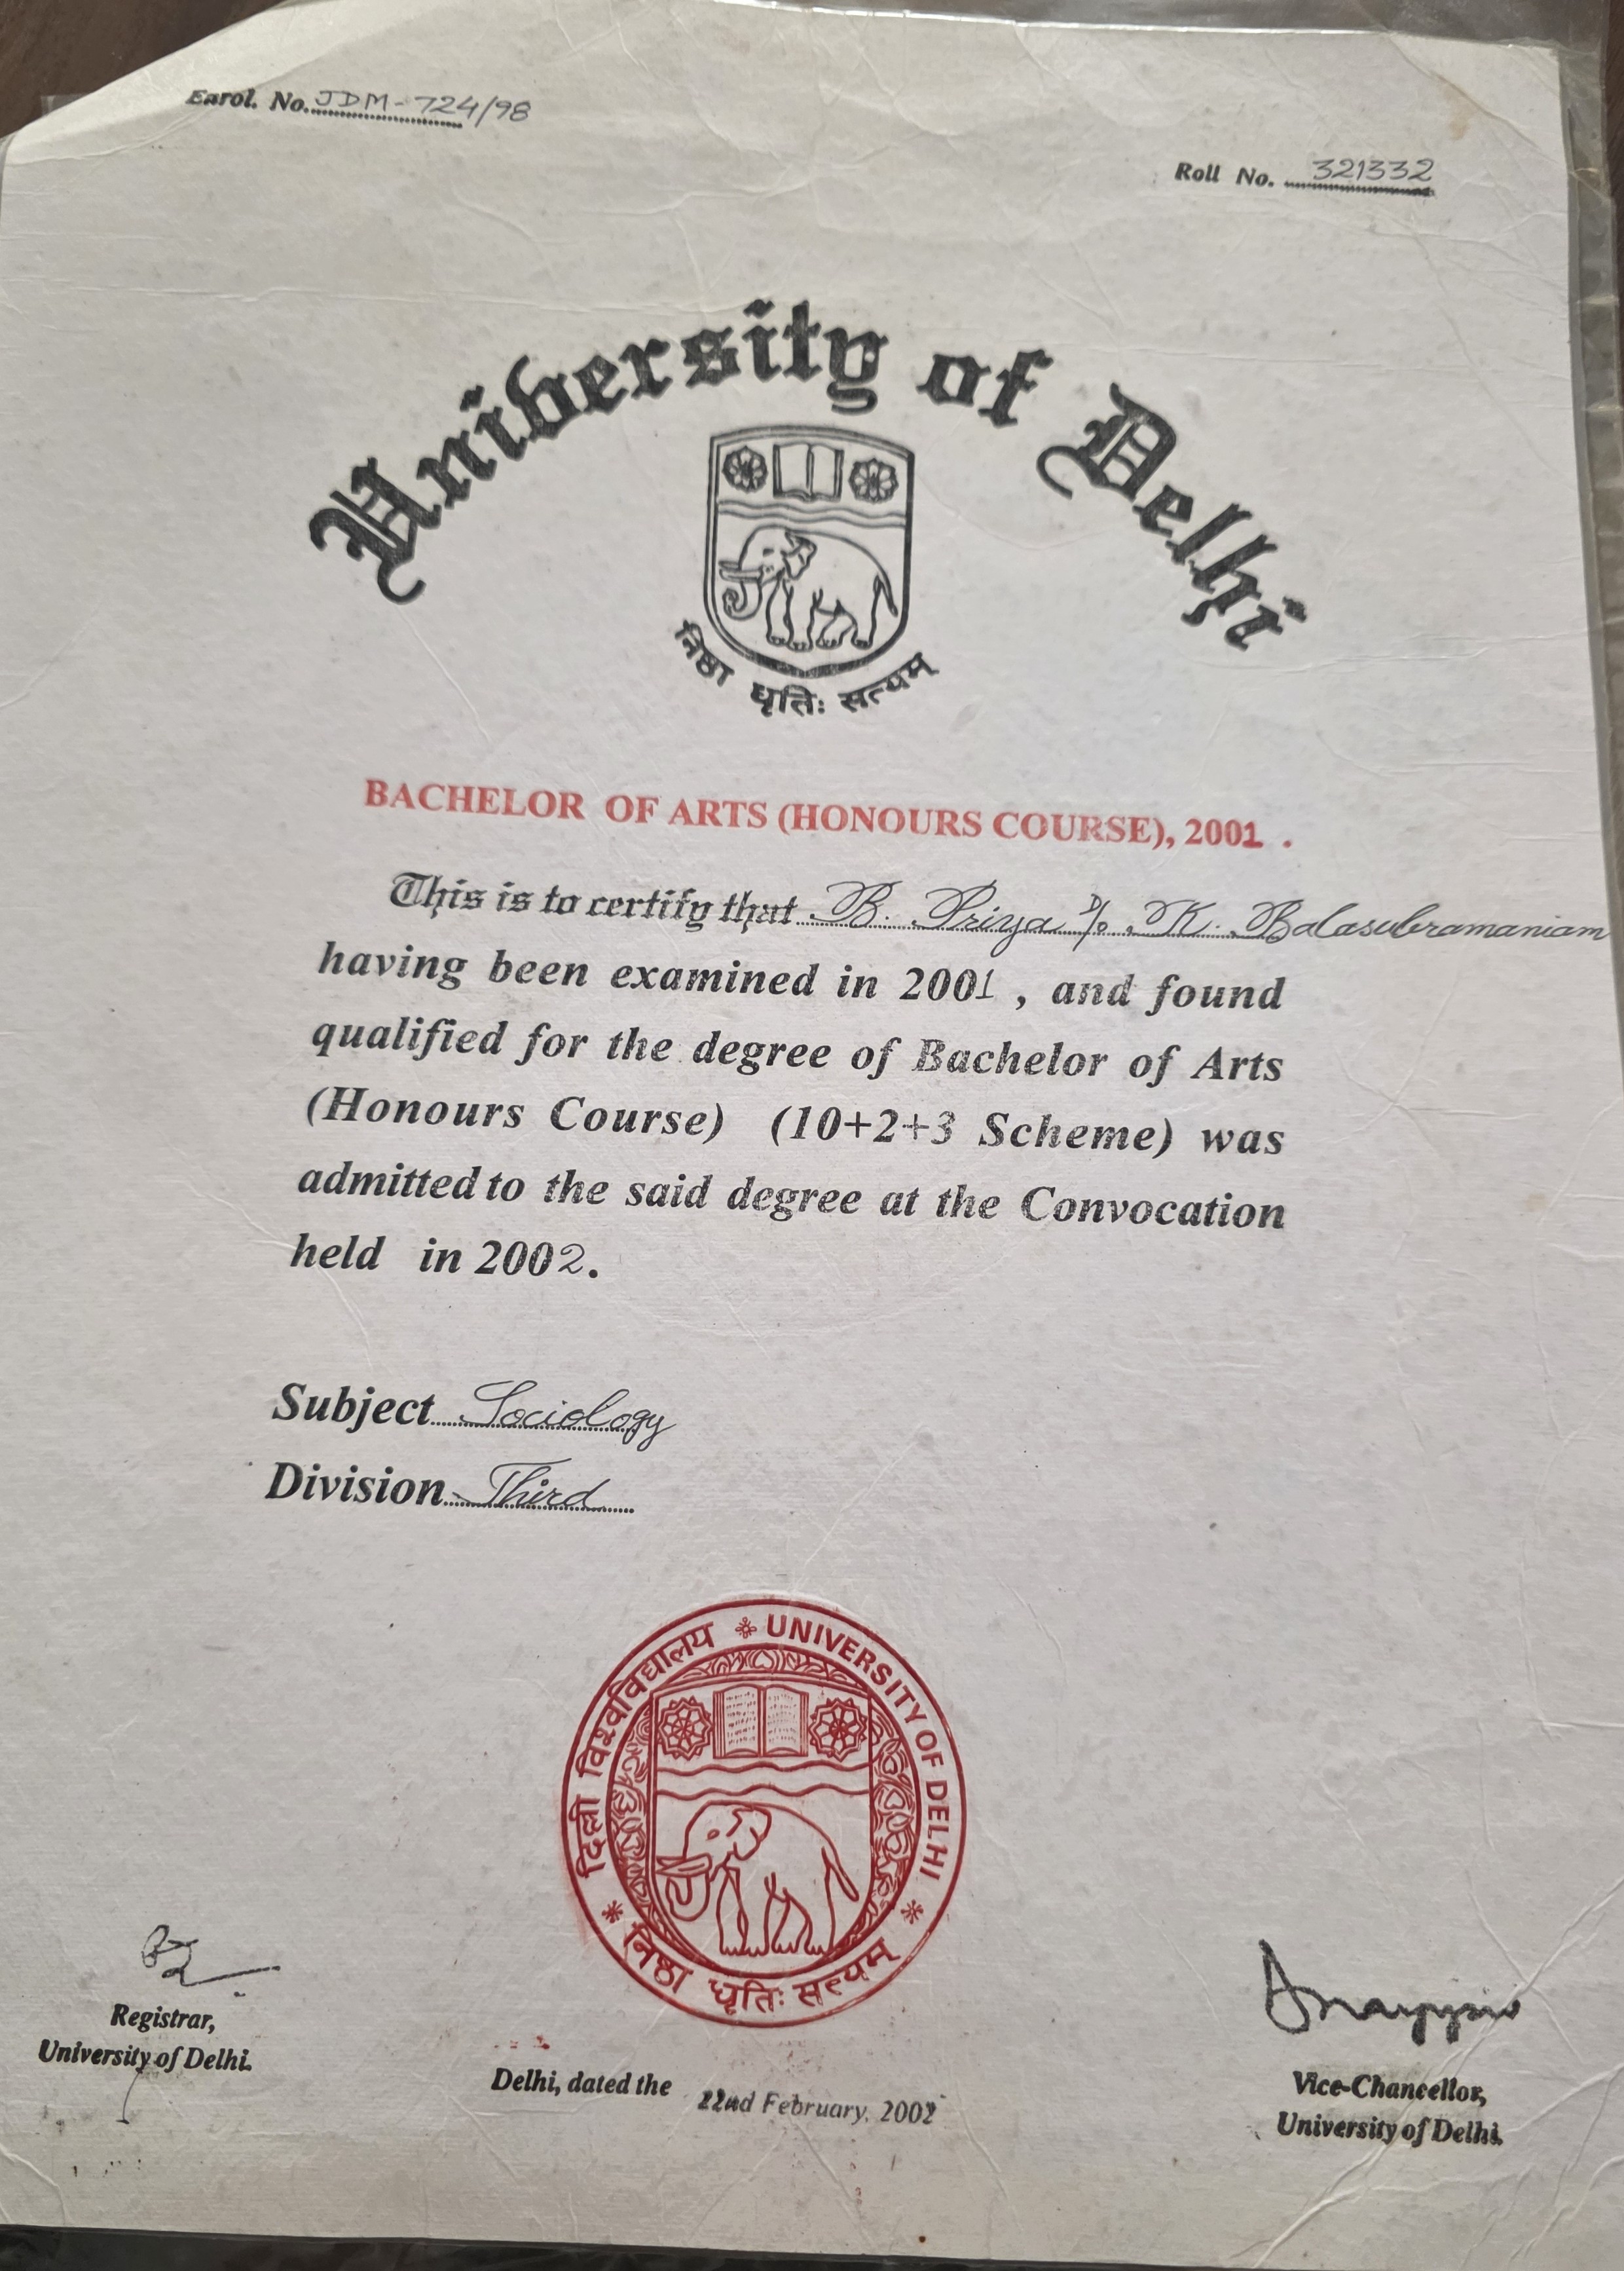 Enrol. No. JDM-724/98
Roll No. 321332
University of Delhi
निष्ठा धृतिः सत्यम्
BACHELOR OF ARTS (HONOURS COURSE), 2001.
This is to certify that B. Priya D/o K. Balasubramaniam
having been examined in 2001, and found
qualified for the degree of Bachelor of Arts
(Honours Course) (10+2+3 Scheme) was
admitted to the said degree at the Convocation
held in 2002.
Subject Sociology
Division Third
दिल्ली विश्वविद्यालय * UNIVERSITY OF DELHI *
निष्ठा धृतिः सत्यम् *
Registrar,
University of Delhi.
Delhi, dated the 22nd February, 2002
Vice-Chancellor,
University of Delhi.